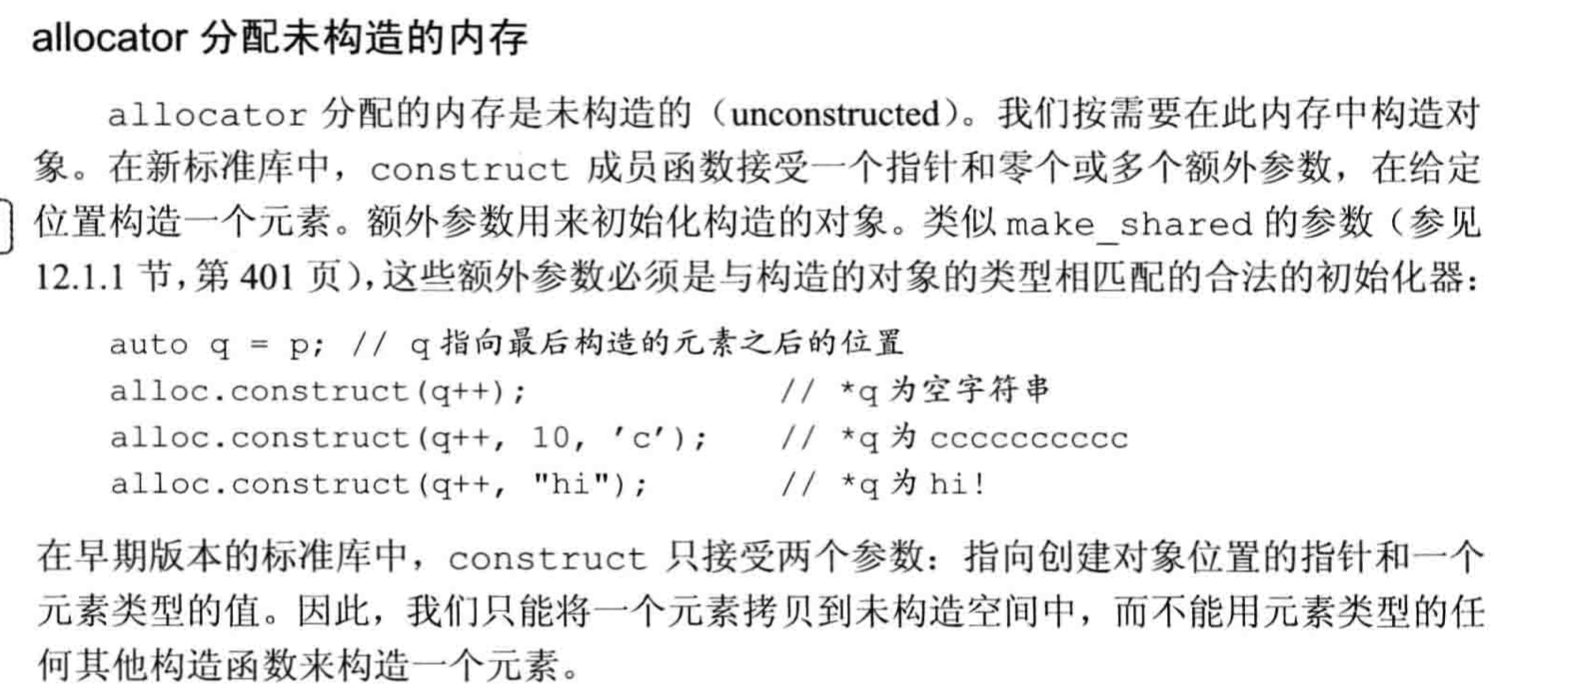 allocator 分配未构造的内存
allocator 分配的内存是未构造的（unconstructed）。我们按需要在此内存中构造对
象。在新标准库中，construct 成员函数接受一个指针和零个或多个额外参数，在给定
位置构造一个元素。额外参数用来初始化构造的对象。类似 make_shared 的参数（参见
12.1.1 节，第 401 页），这些额外参数必须是与构造的对象的类型相匹配的合法的初始化器：
auto q = p; // q 指向最后构造的元素之后的位置
alloc.construct(q++); // *q 为空字符串
alloc.construct(q++, 10, 'c'); // *q 为 cccccccccc
alloc.construct(q++, "hi"); // *q 为 hi!
在早期版本的标准库中，construct 只接受两个参数：指向创建对象位置的指针和一个
元素类型的值。因此，我们只能将一个元素拷贝到未构造空间中，而不能用元素类型的任
何其他构造函数来构造一个元素。